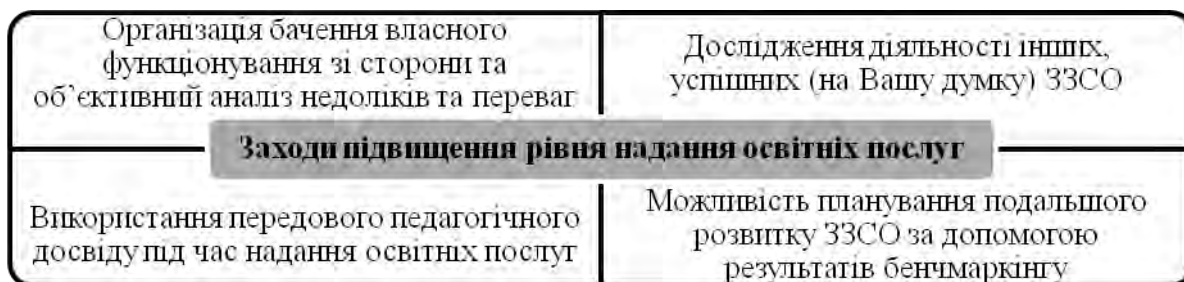 Організація бачення власного
функціонування зі сторони та
об’єктивний аналіз недоліків та переваг
Дослідження діяльності інших,
успішних (на Вашу думку) ЗЗСО
Заходи підвищення рівня надання освітніх послуг
Використання передового педагогічного
досвіду під час надання освітніх послуг
Можливість планування подальшого
розвитку ЗЗСО за допомогою
результатів бенчмаркінгу